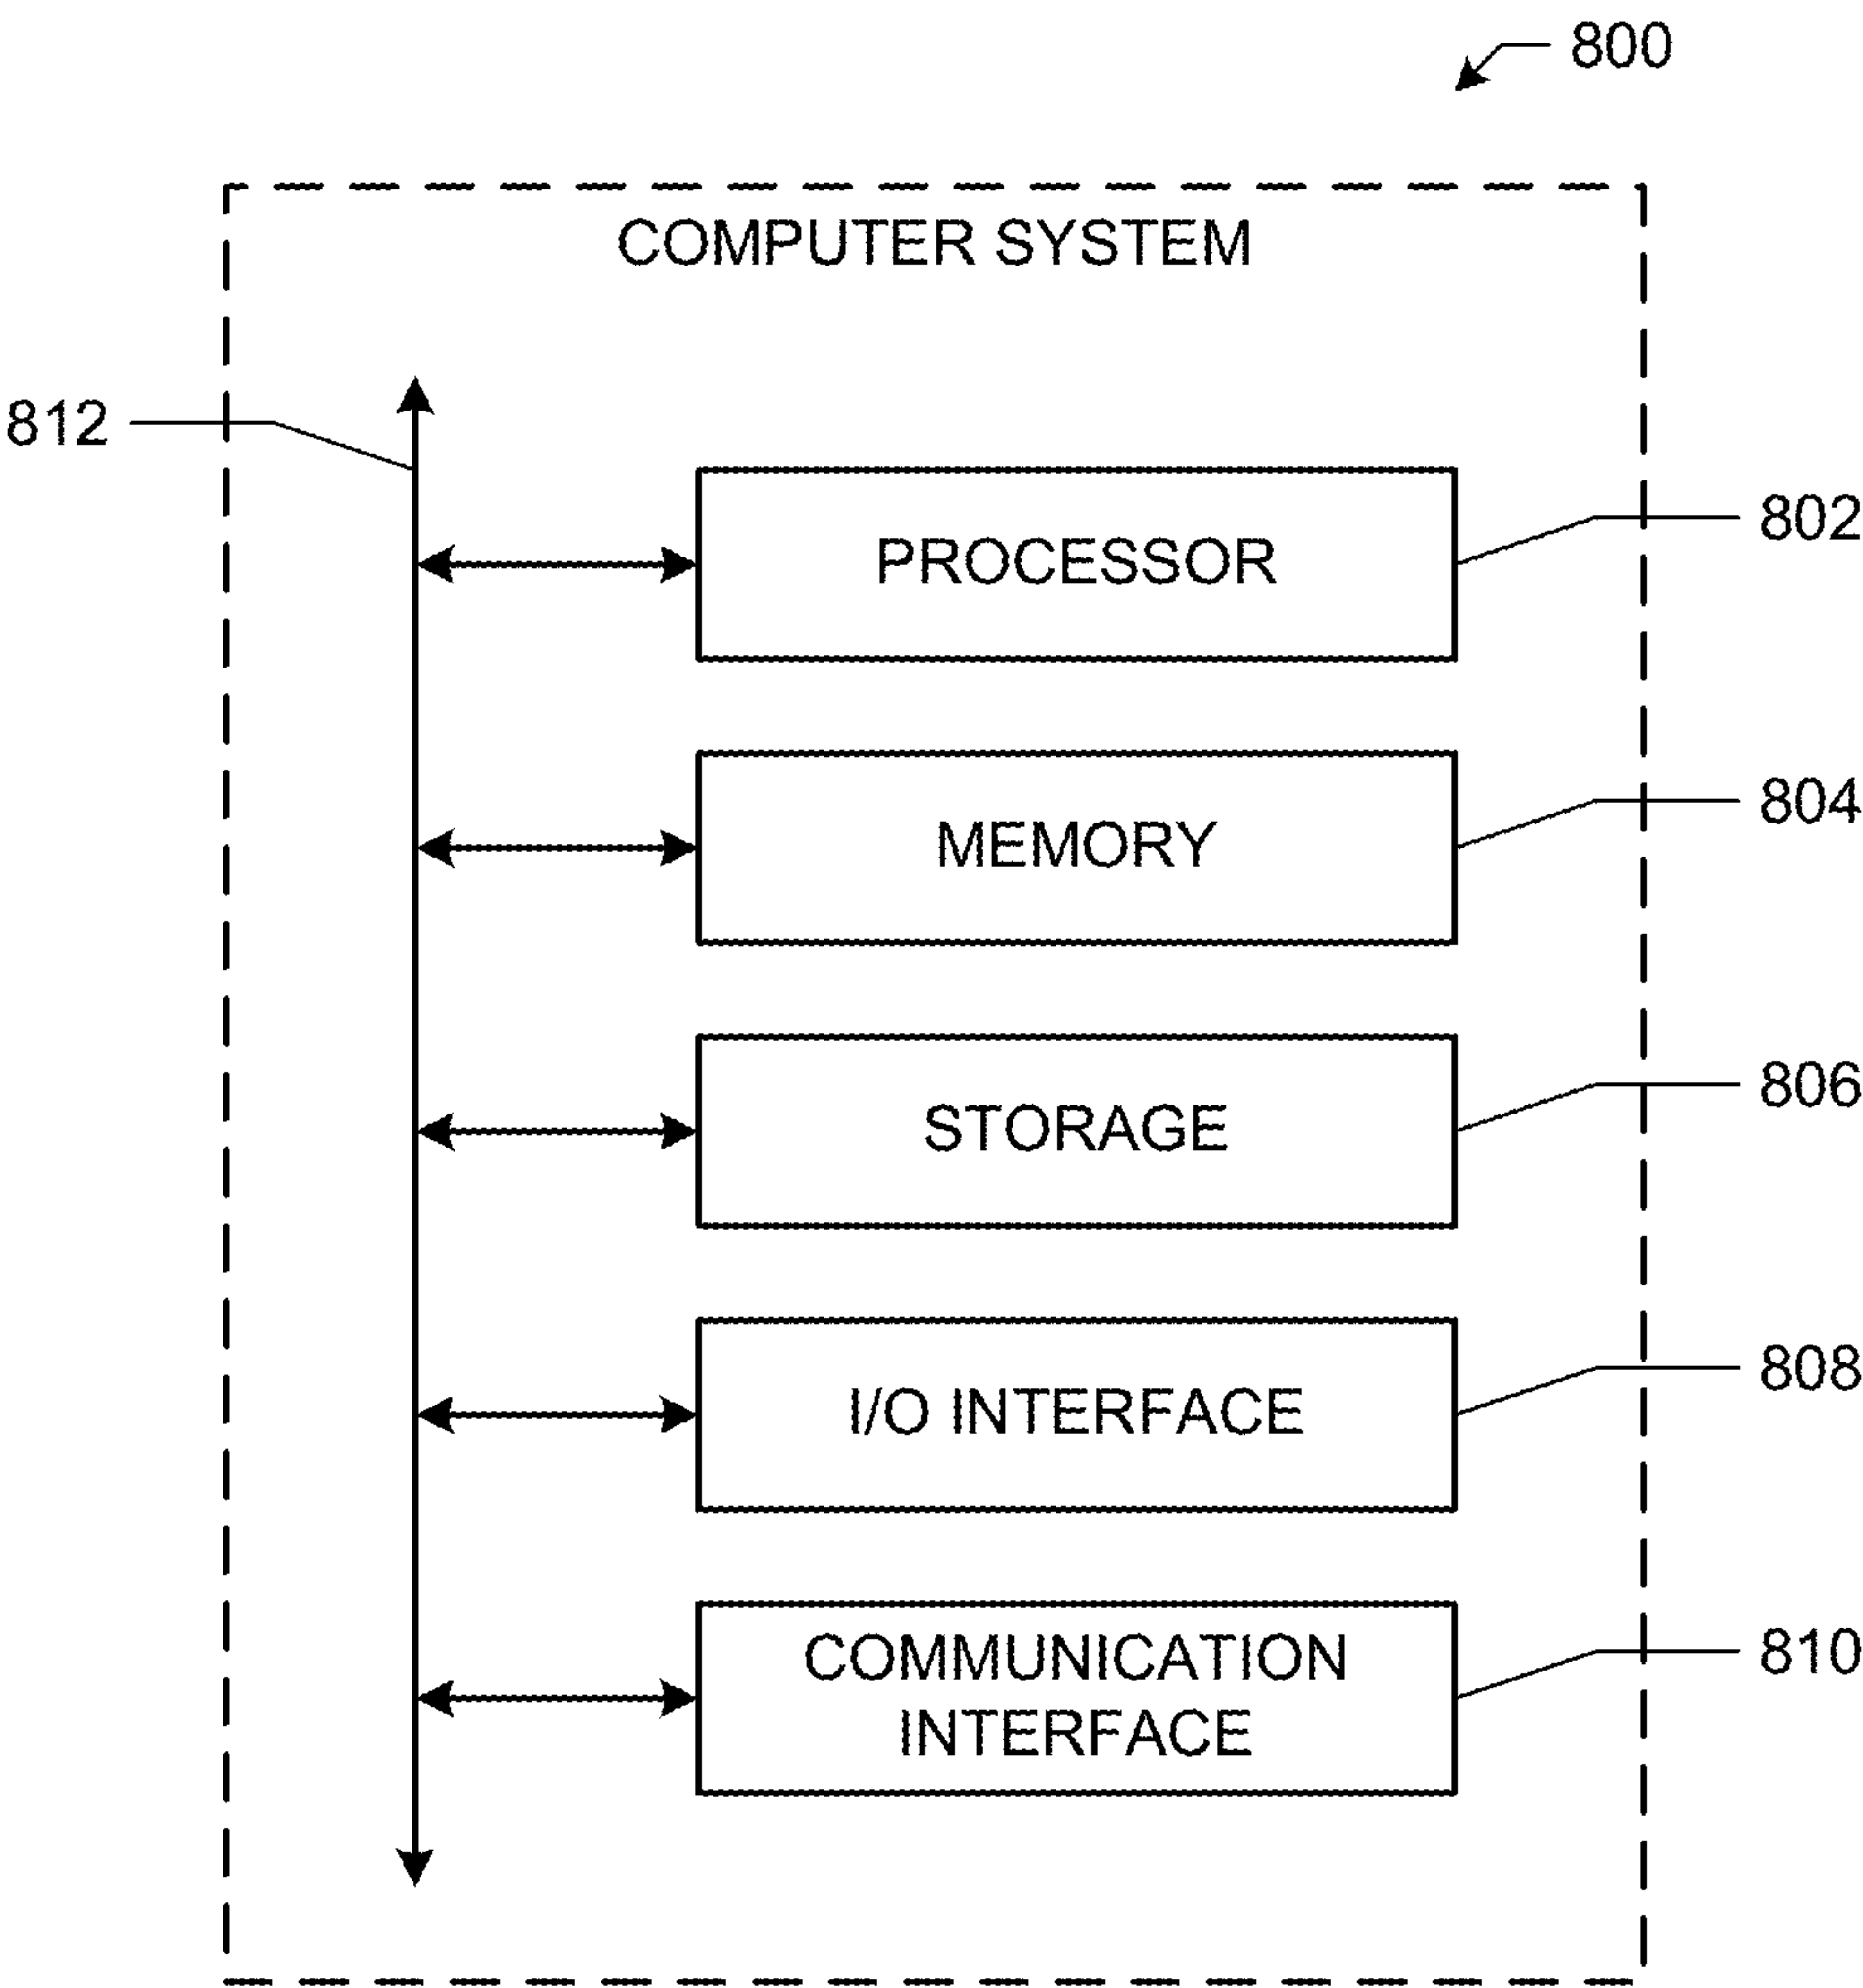 800
COMPUTER SYSTEM
812
PROCESSOR
802
MEMORY
804
STORAGE
806
I/O INTERFACE
808
COMMUNICATION
INTERFACE
810